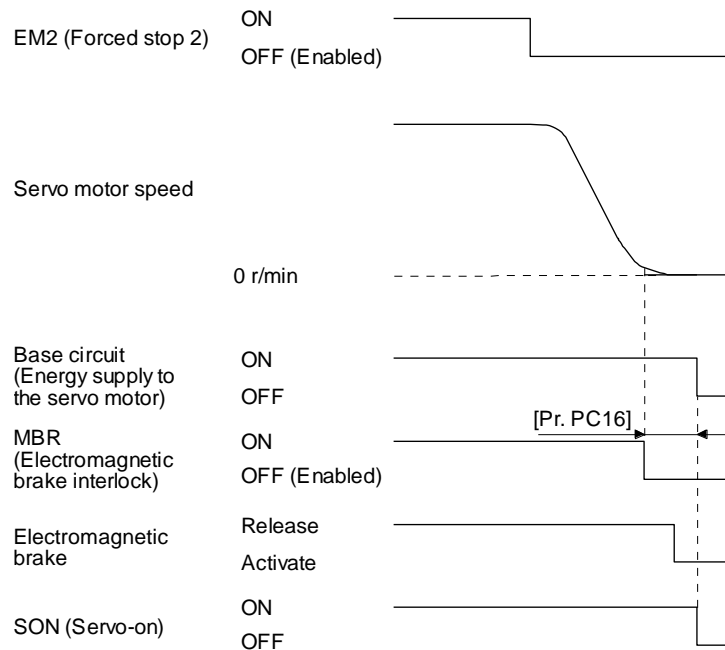 EM2 (Forced stop 2)
ON
OFF (Enabled)
Servo motor speed
0 r/min
Base circuit
(Energy supply to
the servo motor)
ON
OFF
[Pr. PC16]
MBR
(Electromagnetic
brake interlock)
ON
OFF (Enabled)
Electromagnetic
brake
Release
Activate
SON (Servo-on)
ON
OFF